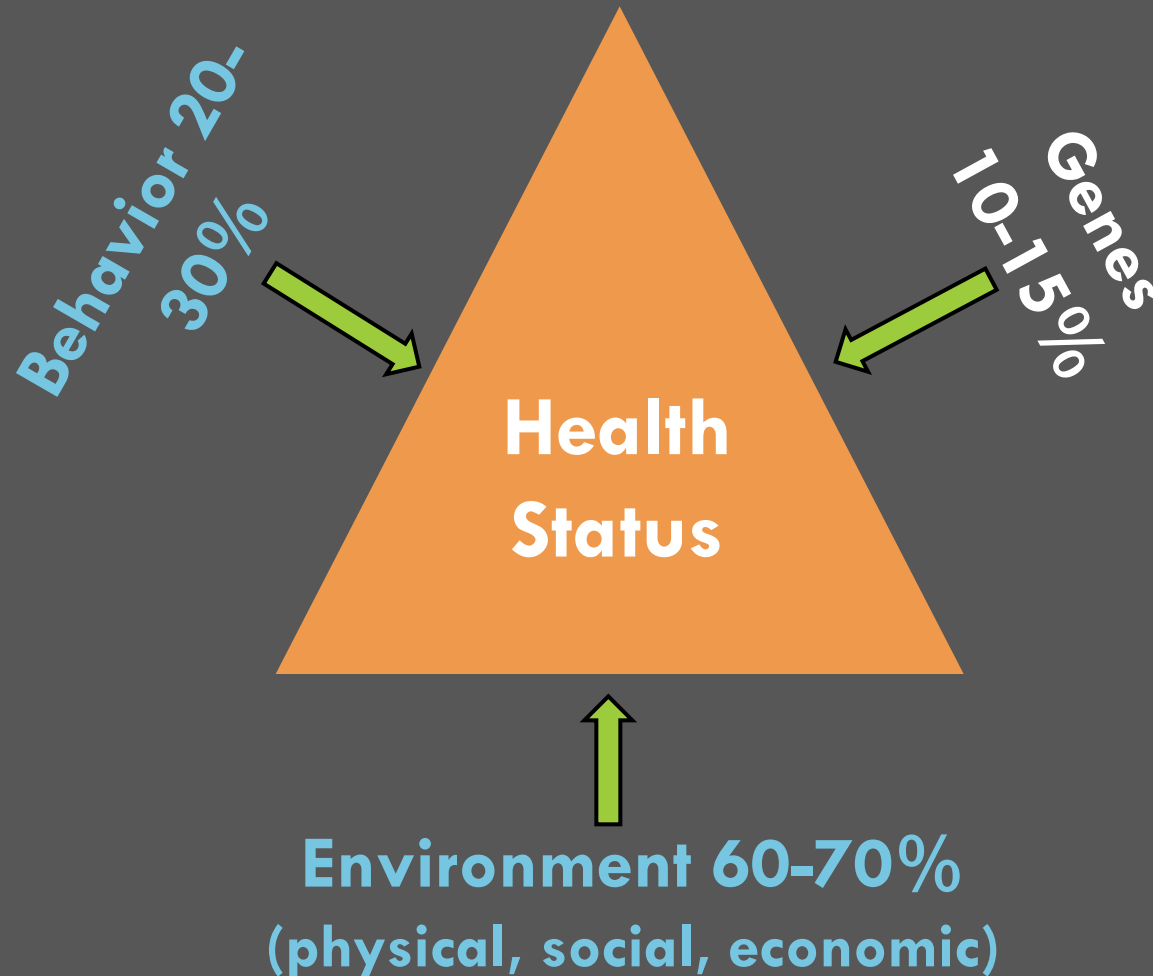 Behavior 20-
30%
Genes
10-15%
Health
Status
Environment 60-70%
(physical, social, economic)